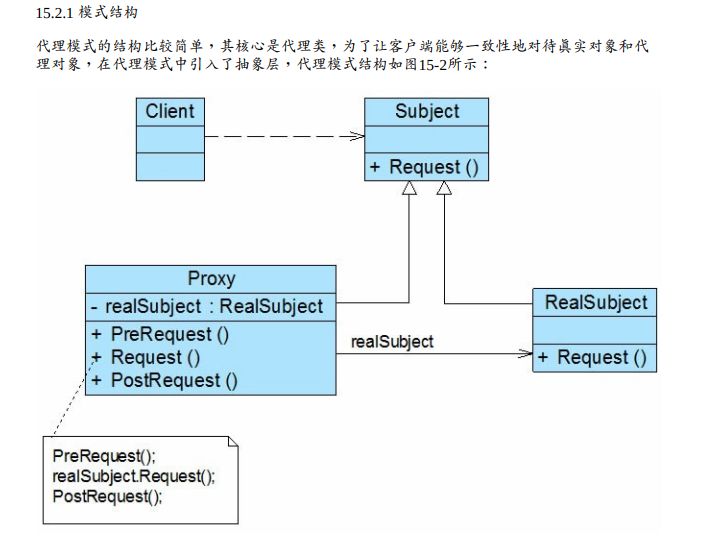 15.2.1 模式结构
代理模式的结构比较简单，其核心是代理类，为了让客户端能够一致性地对待真实对象和代
理对象，在代理模式中引入了抽象层，代理模式结构如图15-2所示：
Client
Subject
+ Request ()
Proxy
- realSubject : RealSubject
+ PreRequest ()
+ Request ()
+ PostRequest ()
realSubject
RealSubject
+ Request ()
PreRequest();
realSubject.Request();
PostRequest();